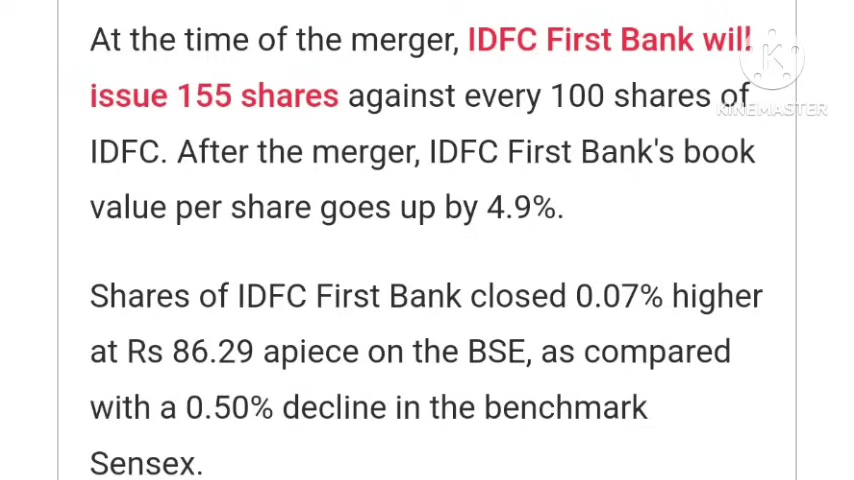 At the time of the merger, IDFC First Bank will
issue 155 shares against every 100 shares of
IDFC. After the merger, IDFC First Bank's book
value per share goes up by 4.9%.
Shares of IDFC First Bank closed 0.07% higher
at Rs 86.29 apiece on the BSE, as compared
with a 0.50% decline in the benchmark
Sensex.
K
KINEMASTER